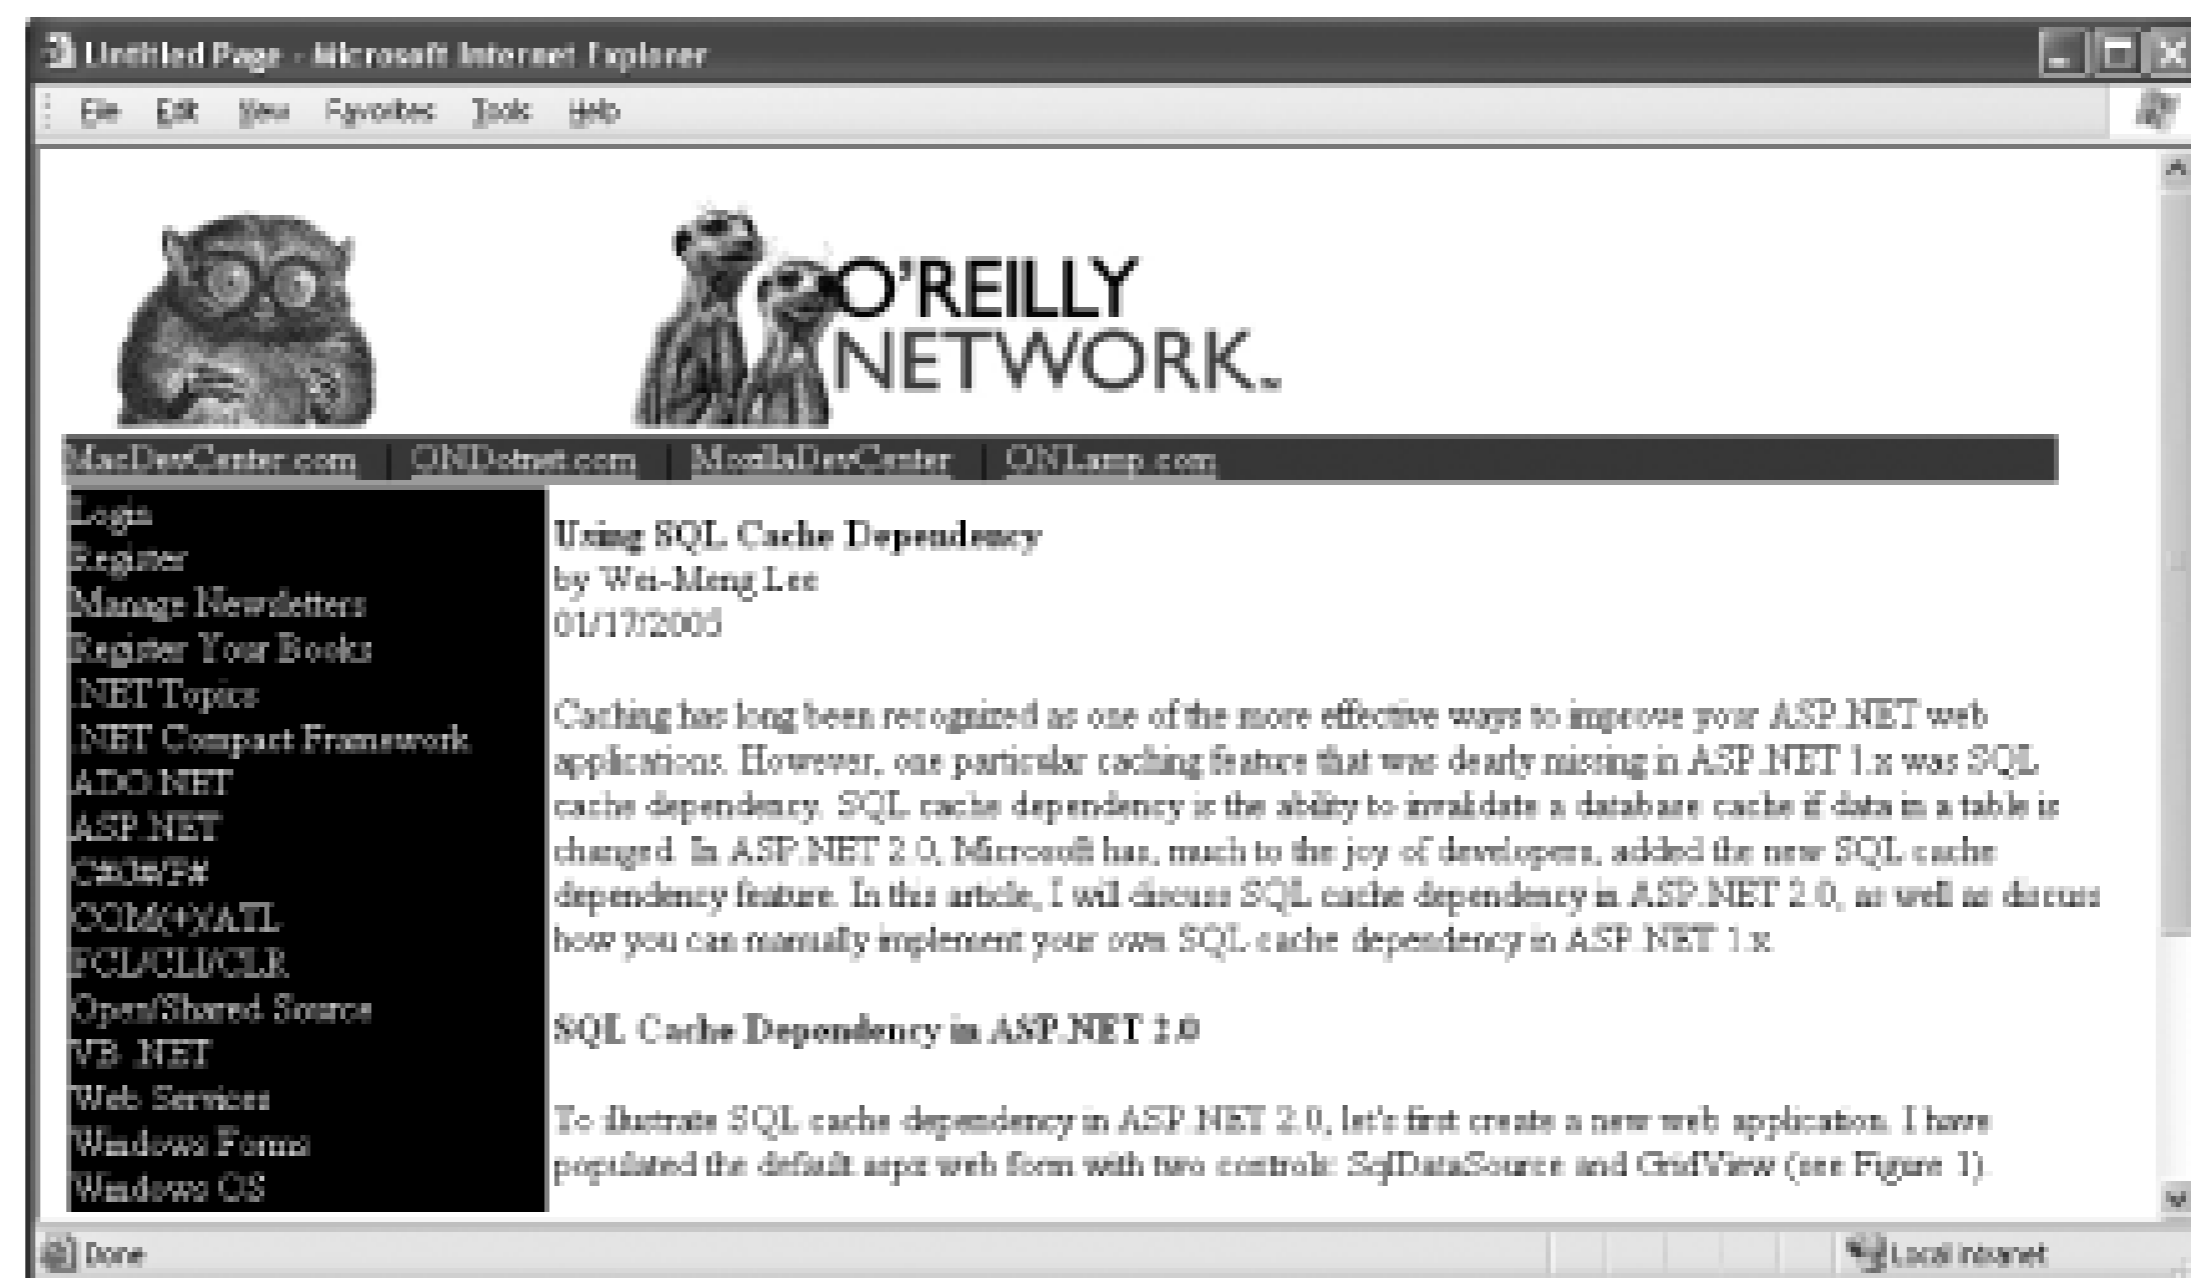 Untitled Page - Microsoft Internet Explorer
File Edit View Favorites Tools Help
O'REILLY
NETWORK™
MacDevCenter.com | ONDotnet.com | MozillaDevCenter | ONLamp.com
Login
Register
Manage Newsletters
Register Your Books
.NET Topics
.NET Compact Framework
ADO.NET
ASP.NET
C#/J#/F#
COM(+)/ATL
FCL/CLI/CLR
Open/Shared Source
VB .NET
Web Services
Windows Forms
Windows OS
Using SQL Cache Dependency
by Wei-Meng Lee
01/17/2005
Caching has long been recognized as one of the more effective ways to improve your ASP.NET web
applications. However, one particular caching feature that was dearly missing in ASP.NET 1.x was SQL
cache dependency. SQL cache dependency is the ability to invalidate a database cache if data in a table is
changed. In ASP.NET 2.0, Microsoft has, much to the joy of developers, added the new SQL cache
dependency feature. In this article, I will discuss SQL cache dependency in ASP.NET 2.0, as well as discuss
how you can manually implement your own SQL cache dependency in ASP.NET 1.x.
SQL Cache Dependency in ASP.NET 2.0
To illustrate SQL cache dependency in ASP.NET 2.0, let's first create a new web application. I have
populated the default.aspx web form with two controls: SqlDataSource and GridView (see Figure 1).
Done
Local intranet